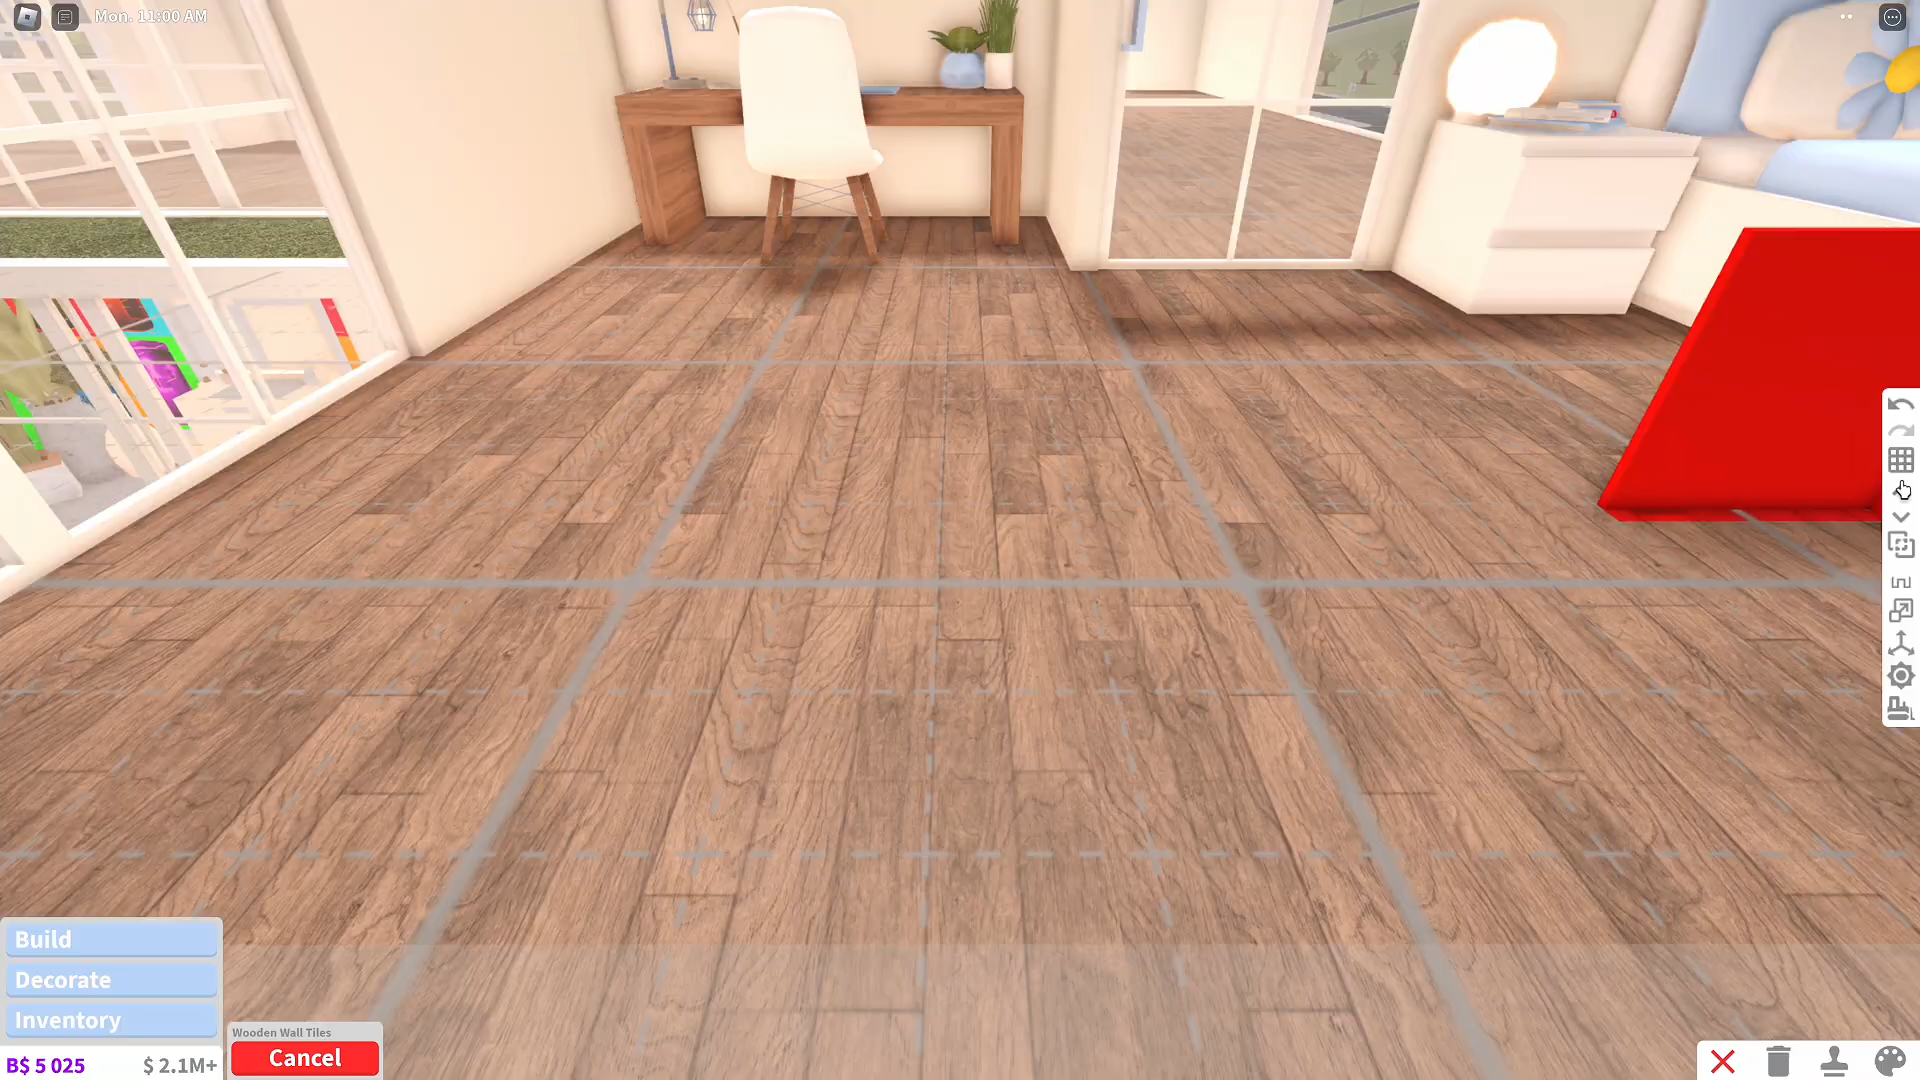 Mon. 11:00 AM
Build
Decorate
Inventory
B$ 5 025
$ 2.1M+
Wooden Wall Tiles
Cancel